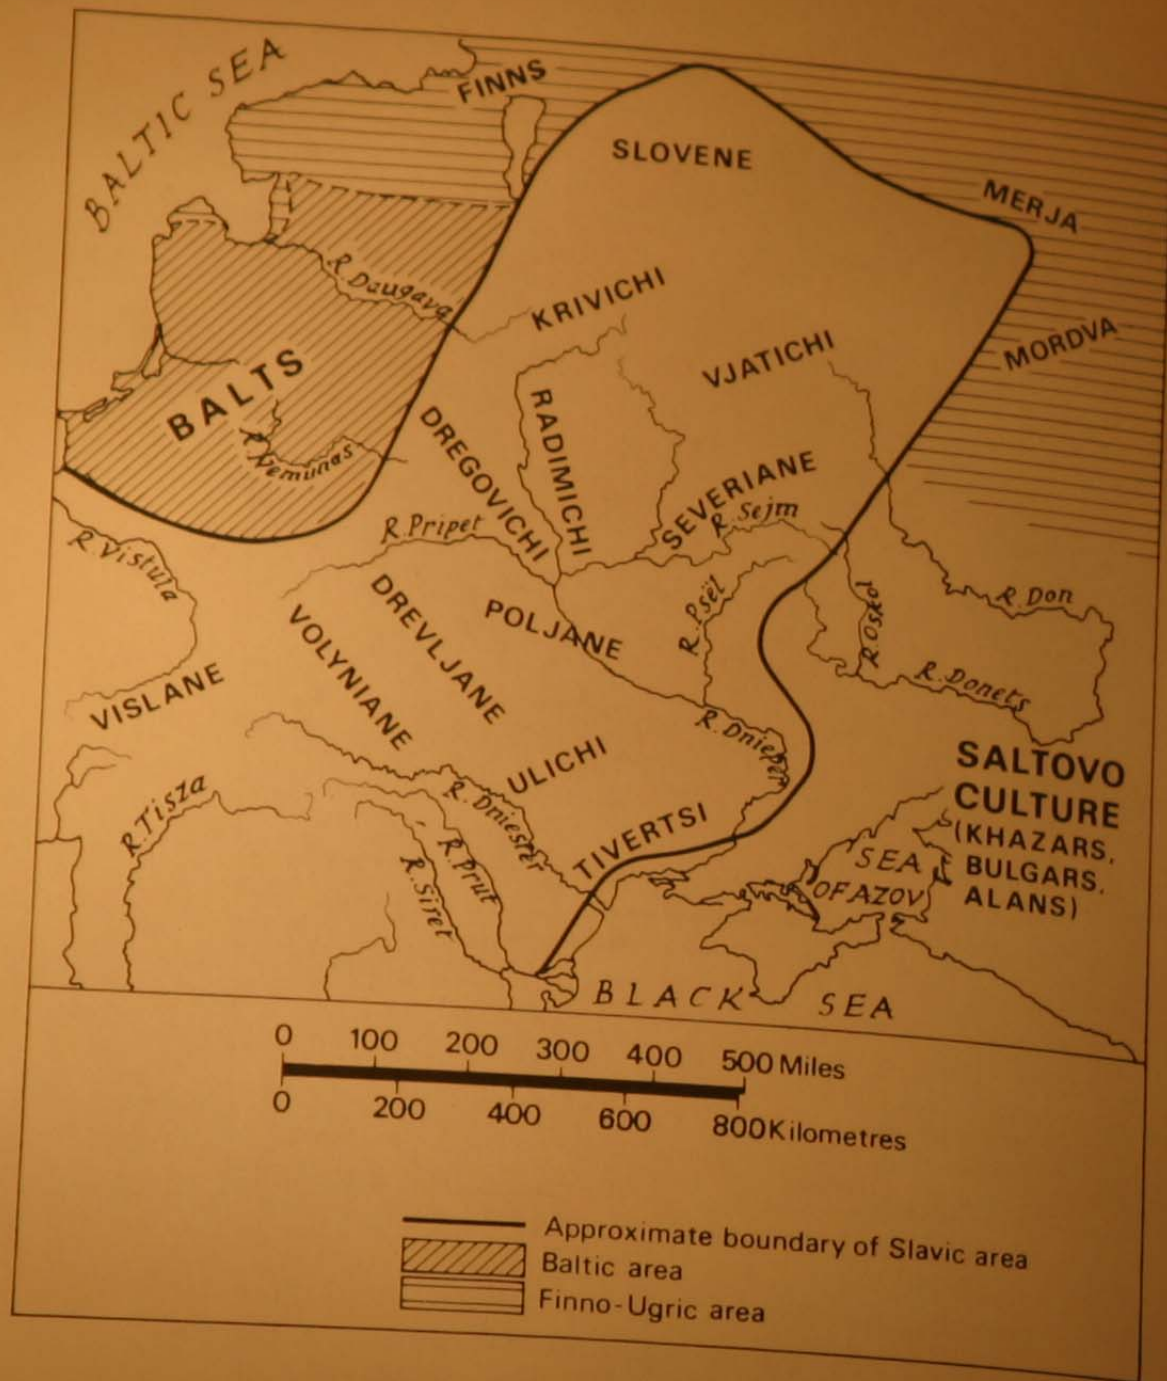 BALTIC SEA
FINNS
SLOVENE
MERJA
R. Daugava
KRIVICHI
MORDVA
VJATICHI
BALTS
RADIMICHI
DREGOVICHI
R. Nemunas
SEVERIANE
R. Sejm
R. Pripet
R. Vistula
DREVLJANE
POLJANE
R. Psël
R. Oskol
R. Don
VOLYNIANE
VISLANE
R. Donets
R. Dnieper
ULICHI
SALTOVO
CULTURE
(KHAZARS,
BULGARS,
ALANS)
R. Tisza
R. Dniester
TIVERTSI
R. Prut
R. Siret
SEA
OF AZOV
BLACK SEA
0 100 200 300 400 500 Miles
0 200 400 600 800 Kilometres
Approximate boundary of Slavic area
Baltic area
Finno-Ugric area